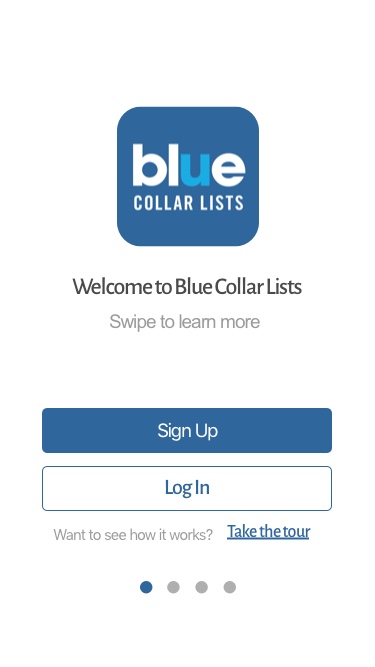 blue
COLLAR LISTS
Welcome to Blue Collar Lists
Swipe to learn more
Sign Up
Log In
Want to see how it works? Take the tour